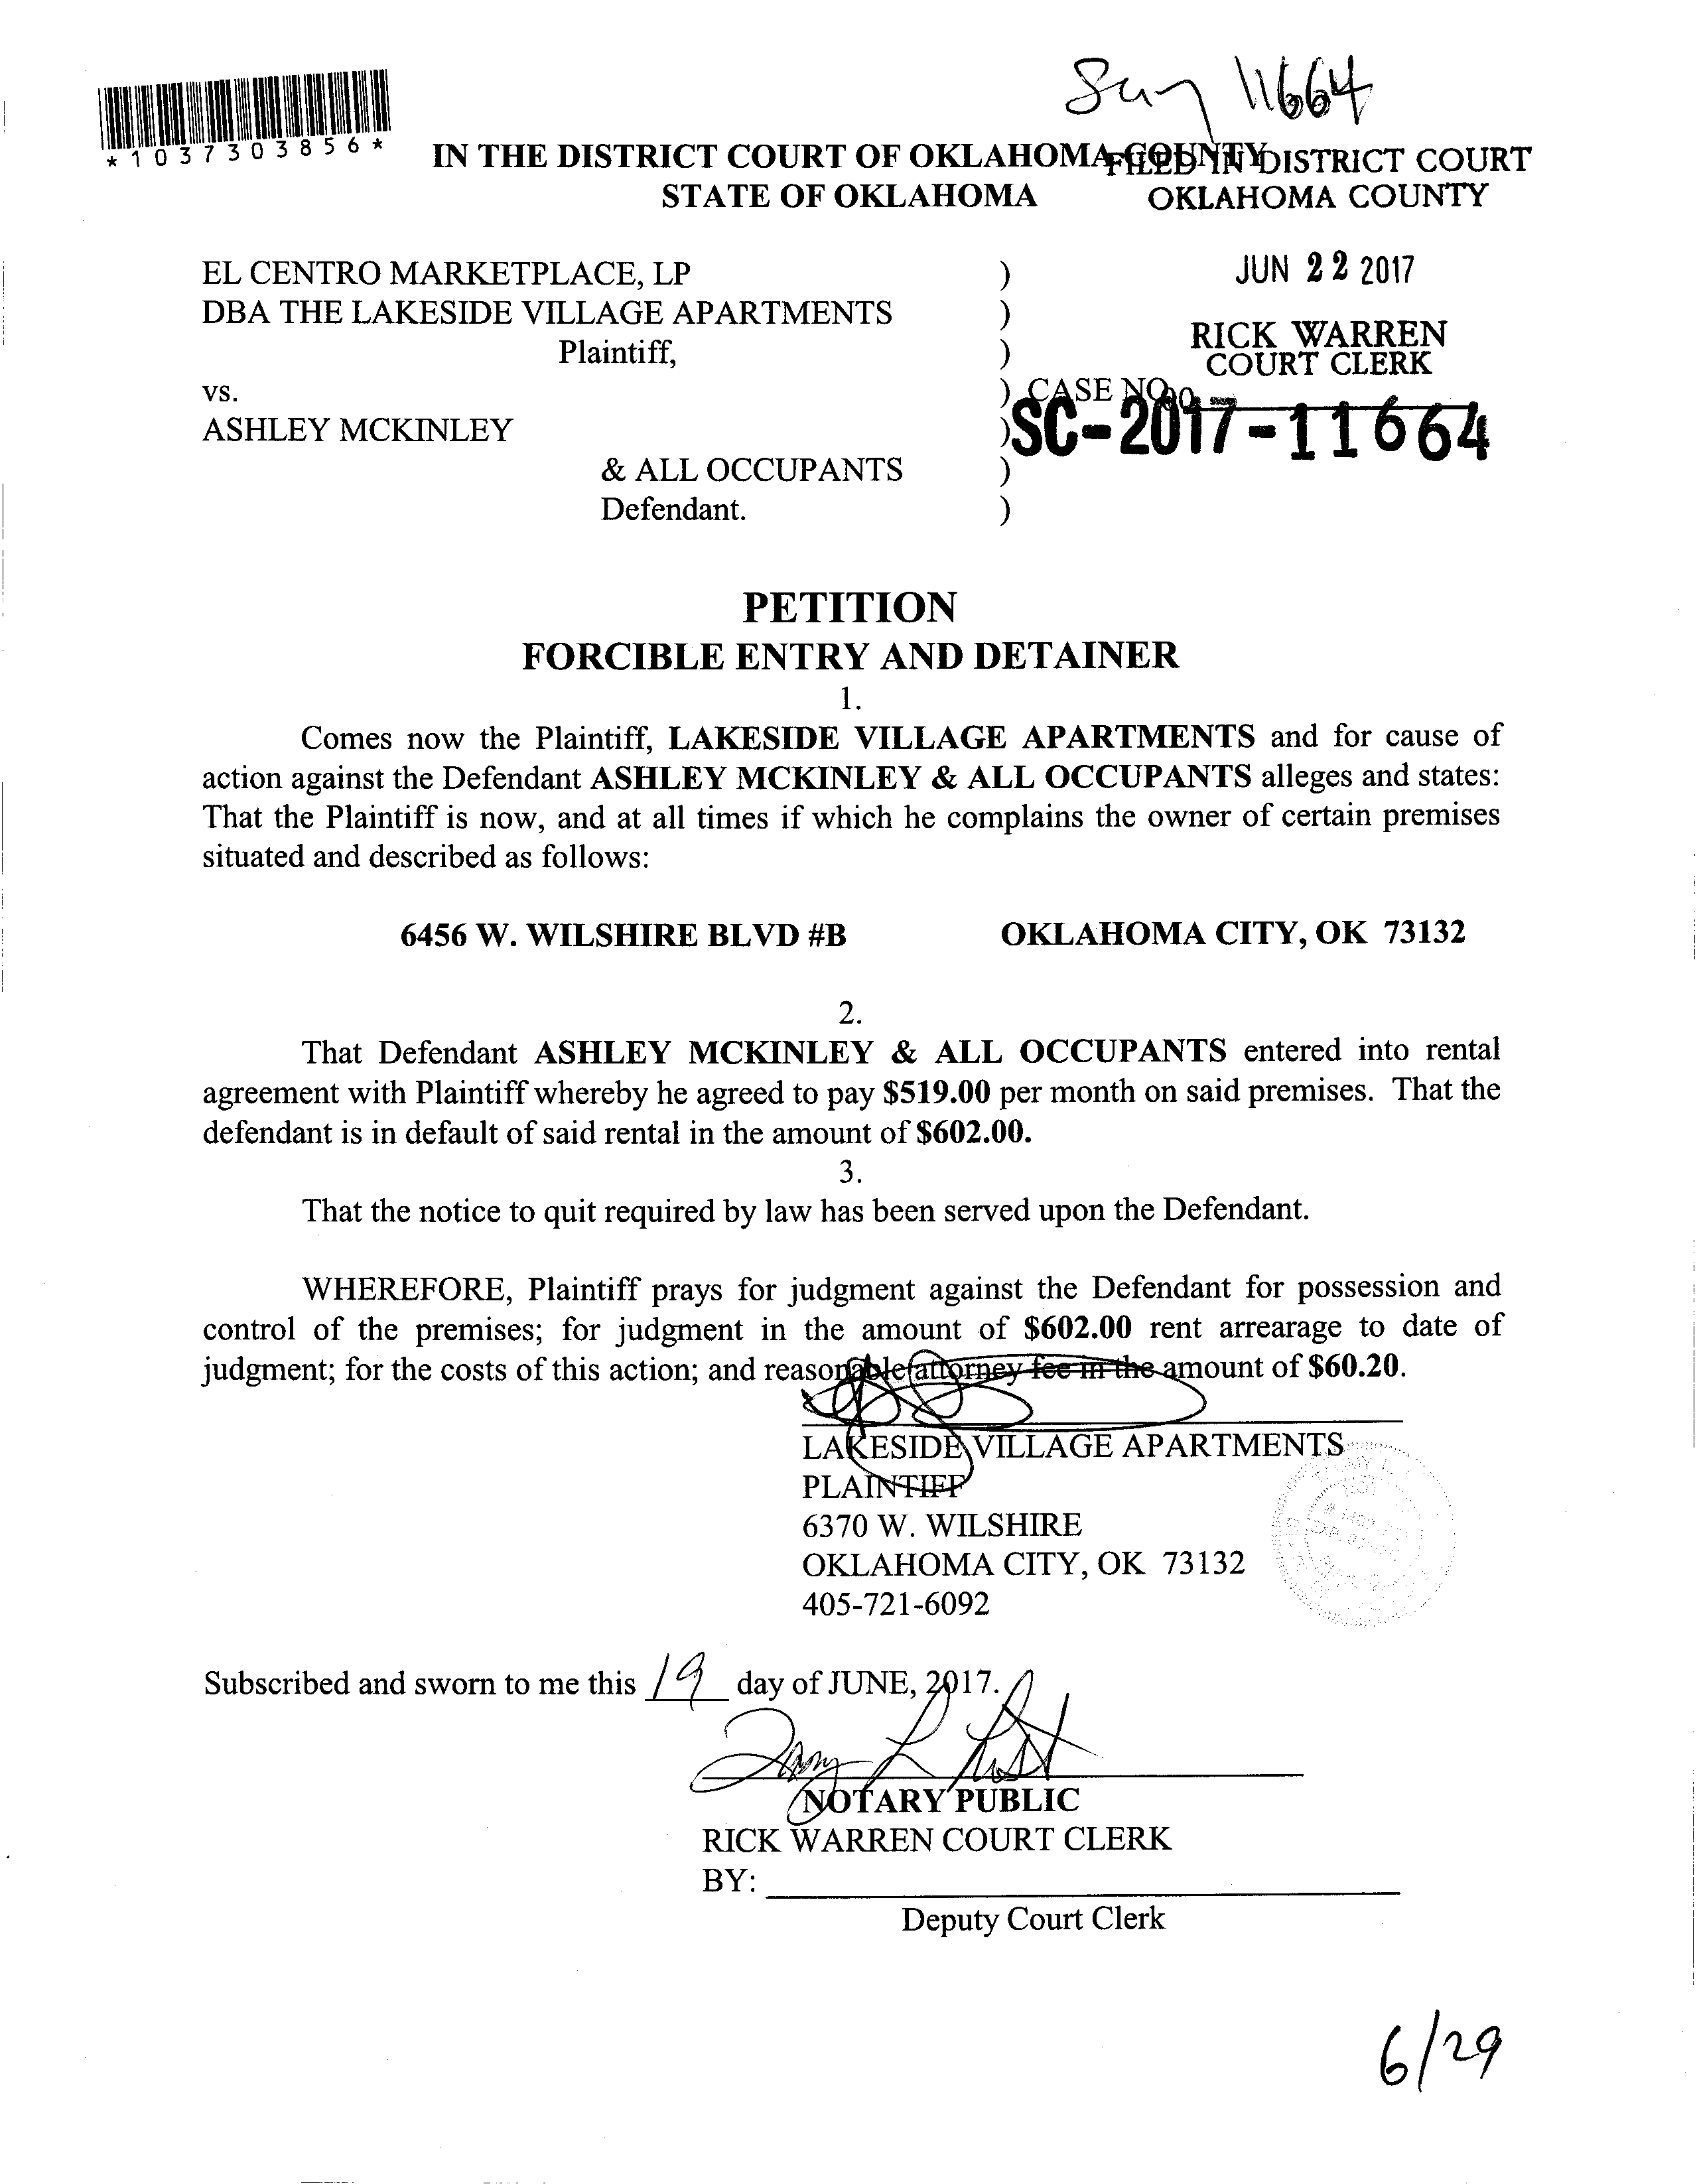 11664
*1037303856*
IN THE DISTRICT COURT OF OKLAHOMA COUNTY
STATE OF OKLAHOMA
FILED IN DISTRICT COURT
OKLAHOMA COUNTY
JUN 22 2017
RICK WARREN
COURT CLERK
EL CENTRO MARKETPLACE, LP )
DBA THE LAKESIDE VILLAGE APARTMENTS )
Plaintiff, )
vs. ) CASE NO.
SC-2017-11664
ASHLEY MCKINLEY )
& ALL OCCUPANTS )
Defendant. )
PETITION
FORCIBLE ENTRY AND DETAINER
1.
Comes now the Plaintiff, LAKESIDE VILLAGE APARTMENTS and for cause of
action against the Defendant ASHLEY MCKINLEY & ALL OCCUPANTS alleges and states:
That the Plaintiff is now, and at all times if which he complains the owner of certain premises
situated and described as follows:
6456 W. WILSHIRE BLVD #B OKLAHOMA CITY, OK 73132
2.
That Defendant ASHLEY MCKINLEY & ALL OCCUPANTS entered into rental
agreement with Plaintiff whereby he agreed to pay $519.00 per month on said premises. That the
defendant is in default of said rental in the amount of $602.00.
3.
That the notice to quit required by law has been served upon the Defendant.
WHEREFORE, Plaintiff prays for judgment against the Defendant for possession and
control of the premises; for judgment in the amount of $602.00 rent arrearage to date of
judgment; for the costs of this action; and reasonable attorney fee in the amount of $60.20.
LAKESIDE VILLAGE APARTMENTS
PLAINTIFF
6370 W. WILSHIRE
OKLAHOMA CITY, OK 73132
405-721-6092
Subscribed and sworn to me this 19 day of JUNE, 2017.
NOTARY PUBLIC
RICK WARREN COURT CLERK
BY:
Deputy Court Clerk
6/29